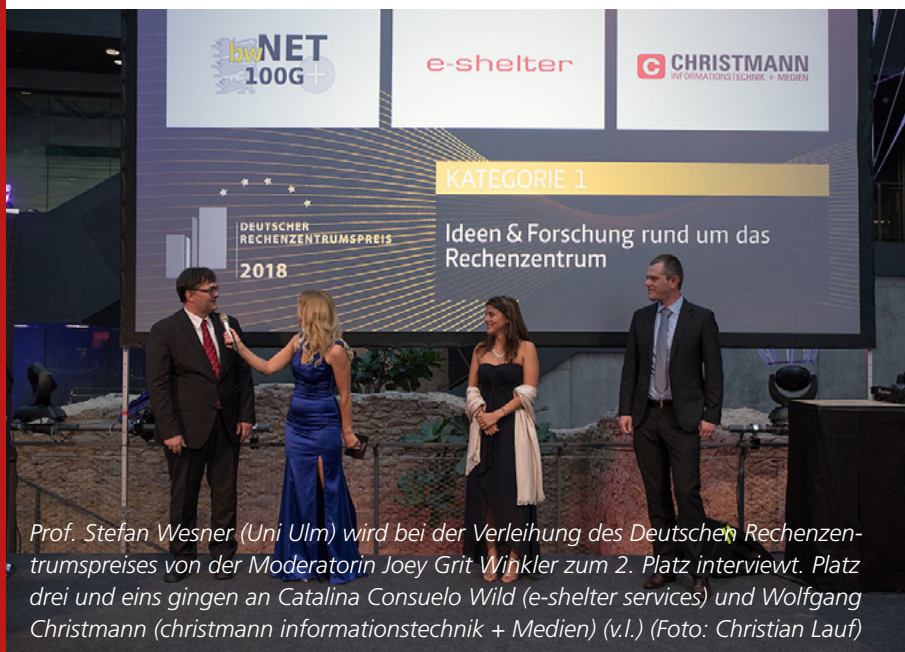 bwNET
100G+
e-shelter
C CHRISTMANN
INFORMATIONSTECHNIK + MEDIEN
KATEGORIE 1
DEUTSCHER
RECHENZENTRUMSPREIS
2018
Ideen & Forschung rund um das
Rechenzentrum
Prof. Stefan Wesner (Uni Ulm) wird bei der Verleihung des Deutschen Rechenzen-
trumspreises von der Moderatorin Joey Grit Winkler zum 2. Platz interviewt. Platz
drei und eins gingen an Catalina Consuelo Wild (e-shelter services) und Wolfgang
Christmann (christmann informationstechnik + Medien) (v.l.) (Foto: Christian Lauf)